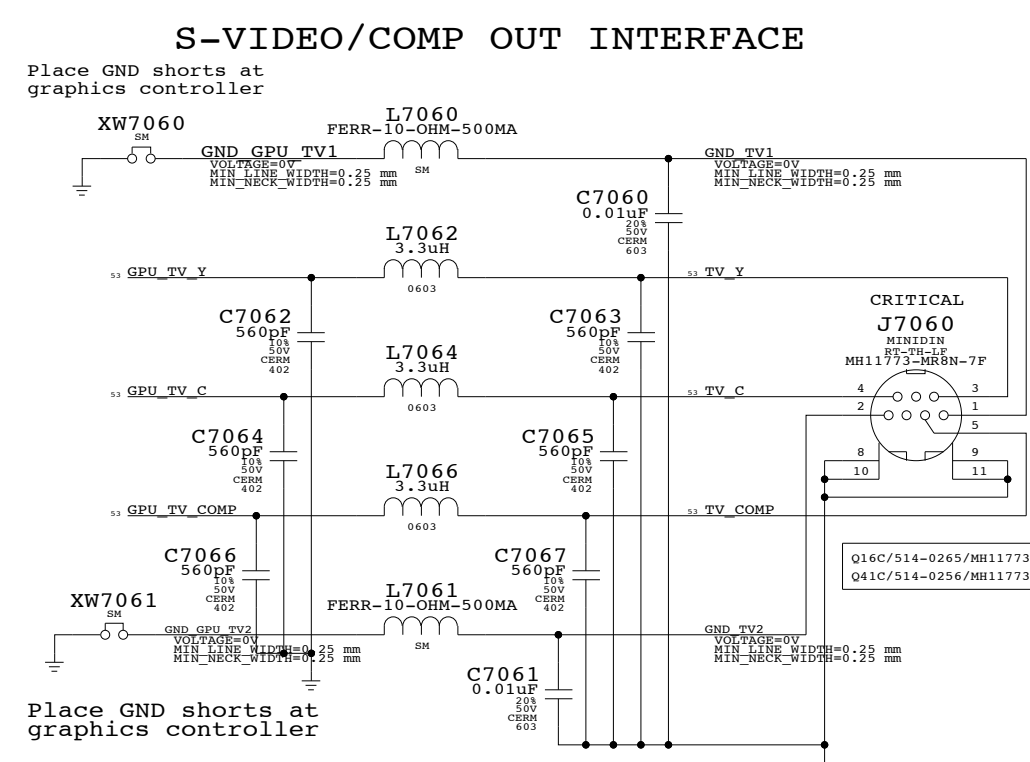 S-VIDEO/COMP OUT INTERFACE
Place GND shorts at
graphics controller
XW7060
SM
GND_GPU_TV1
VOLTAGE=0V
MIN_LINE_WIDTH=0.25 mm
MIN_NECK_WIDTH=0.25 mm
L7060
FERR-10-OHM-500MA
SM
GND_TV1
VOLTAGE=0V
MIN_LINE_WIDTH=0.25 mm
MIN_NECK_WIDTH=0.25 mm
C7060
0.01uF
20%
50V
CERM
603
L7062
3.3uH
0603
53 GPU_TV_Y
53 TV_Y
C7062
560pF
10%
50V
CERM
402
C7063
560pF
10%
50V
CERM
402
CRITICAL
J7060
MINIDIN
RT-TH-LF
MH11773-MR8N-7F
L7064
3.3uH
0603
53 GPU_TV_C
53 TV_C
4
3
2
1
5
8
9
10
11
C7064
560pF
10%
50V
CERM
402
C7065
560pF
10%
50V
CERM
402
L7066
3.3uH
0603
53 GPU_TV_COMP
53 TV_COMP
C7066
560pF
10%
50V
CERM
402
C7067
560pF
10%
50V
CERM
402
Q16C/514-0265/MH11773
Q41C/514-0256/MH11773
XW7061
SM
GND_GPU_TV2
VOLTAGE=0V
MIN_LINE_WIDTH=0.25 mm
MIN_NECK_WIDTH=0.25 mm
L7061
FERR-10-OHM-500MA
SM
GND_TV2
VOLTAGE=0V
MIN_LINE_WIDTH=0.25 mm
MIN_NECK_WIDTH=0.25 mm
C7061
0.01uF
20%
50V
CERM
603
Place GND shorts at
graphics controller